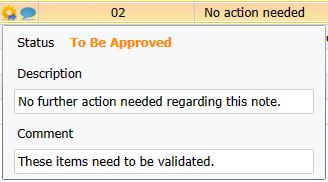 02 No action needed
Status To Be Approved
Description
No further action needed regarding this note.
Comment
These items need to be validated.